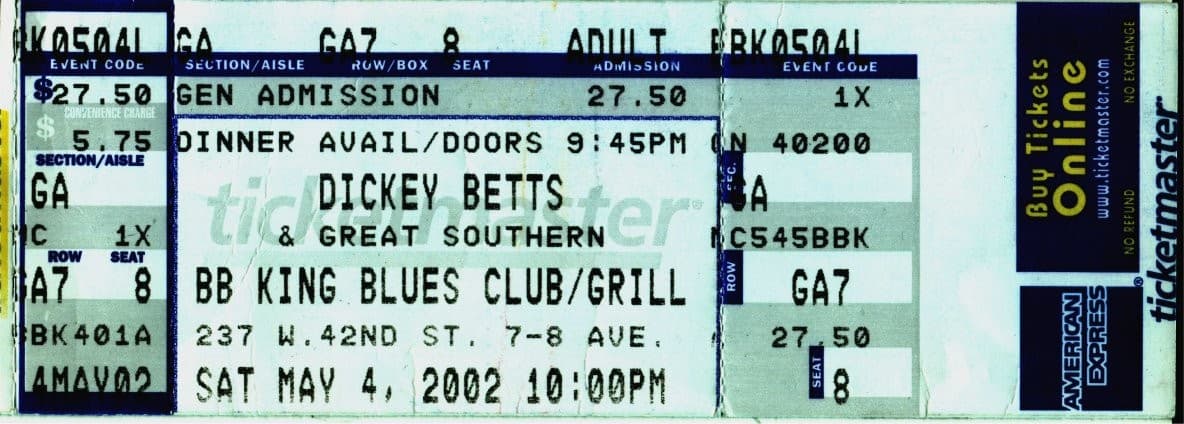 BK0504L GA GA7 8 ADULT BK0504L
EVENT CODE SECTION/AISLE ROW/BOX SEAT ADMISSION EVENT CODE
$27.50 GEN ADMISSION 27.50 1X
CONVENIENCE CHARGE
$ 5.75 DINNER AVAIL/DOORS 9:45PM CN 40200
SECTION/AISLE SEC.
GA DICKEY BETTS GA
ticketmaster
1X & GREAT SOUTHERN C545BBK
ROW SEAT ROW
GA7 8 BB KING BLUES CLUB/GRILL GA7
BBK401A 237 W.42ND ST. 7-8 AVE. A 27.50
4MAY02 SAT MAY 4, 2002 10:00PM SEAT 8
Buy Tickets
Online
www.ticketmaster.com
NO REFUND NO EXCHANGE
ticketmaster®
AMERICAN
EXPRESS